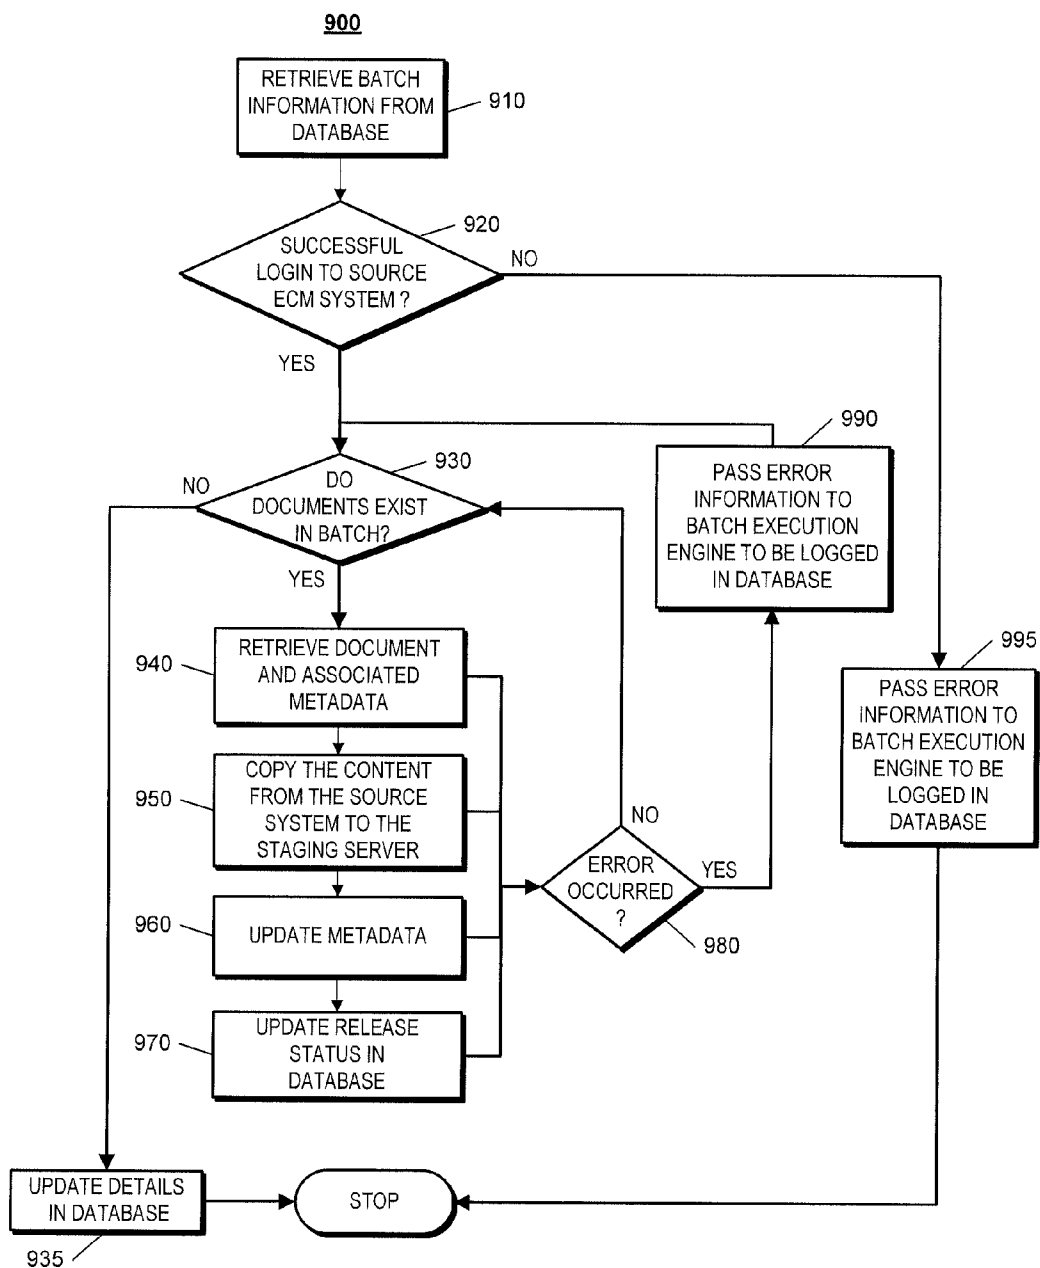 900
RETRIEVE BATCH
INFORMATION FROM
DATABASE
910
SUCCESSFUL
LOGIN TO SOURCE
ECM SYSTEM ?
920
NO
YES
DO
DOCUMENTS EXIST
IN BATCH?
930
NO
YES
PASS ERROR
INFORMATION TO
BATCH EXECUTION
ENGINE TO BE LOGGED
IN DATABASE
990
RETRIEVE DOCUMENT
AND ASSOCIATED
METADATA
940
PASS ERROR
INFORMATION TO
BATCH EXECUTION
ENGINE TO BE
LOGGED IN
DATABASE
995
COPY THE CONTENT
FROM THE SOURCE
SYSTEM TO THE
STAGING SERVER
950
ERROR
OCCURRED
?
NO
YES
980
UPDATE METADATA
960
UPDATE RELEASE
STATUS IN
DATABASE
970
UPDATE DETAILS
IN DATABASE
935
STOP